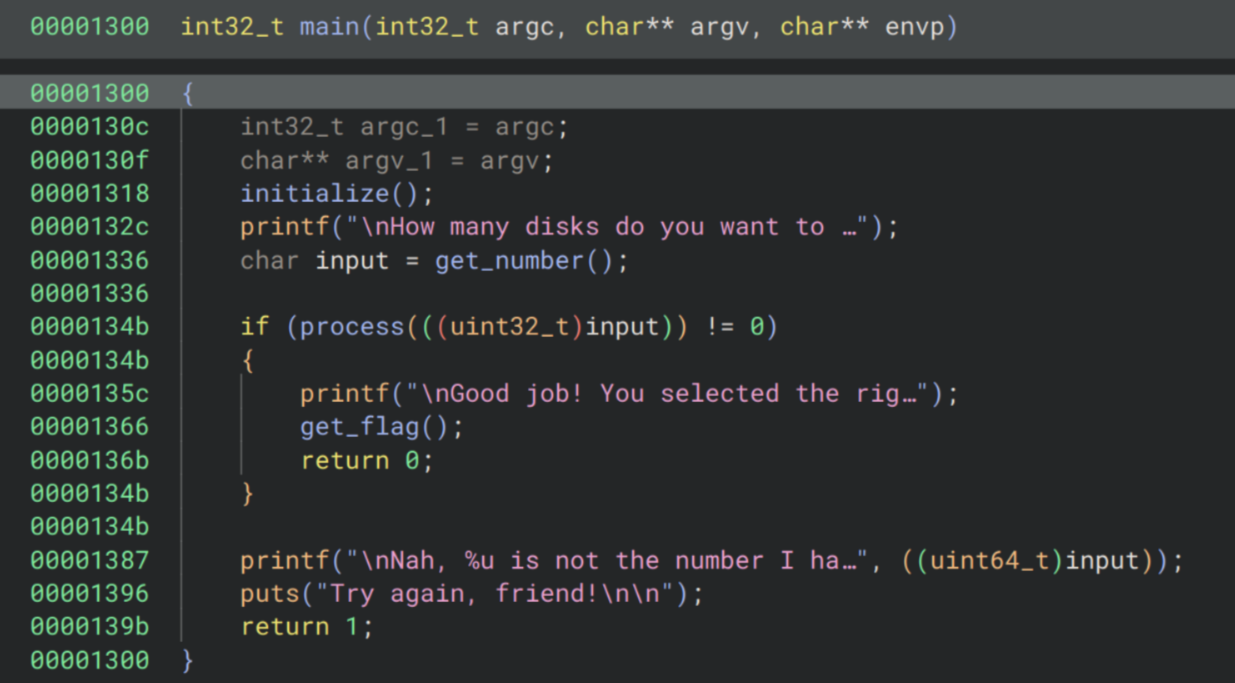 00001300 int32_t main(int32_t argc, char** argv, char** envp)
00001300 {
0000130c int32_t argc_1 = argc;
0000130f char** argv_1 = argv;
00001318 initialize();
0000132c printf("\nHow many disks do you want to …");
00001336 char input = get_number();
00001336
0000134b if (process(((uint32_t)input)) != 0)
0000134b {
0000135c printf("\nGood job! You selected the rig…");
00001366 get_flag();
0000136b return 0;
0000134b }
0000134b
00001387 printf("\nNah, %u is not the number I ha…", ((uint64_t)input));
00001396 puts("Try again, friend!\n\n");
0000139b return 1;
00001300 }